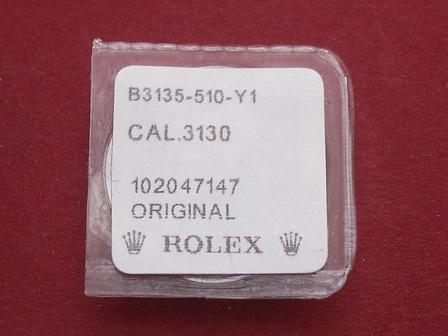 B3135-510-Y1
CAL.3130
102047147
ORIGINAL
ROLEX